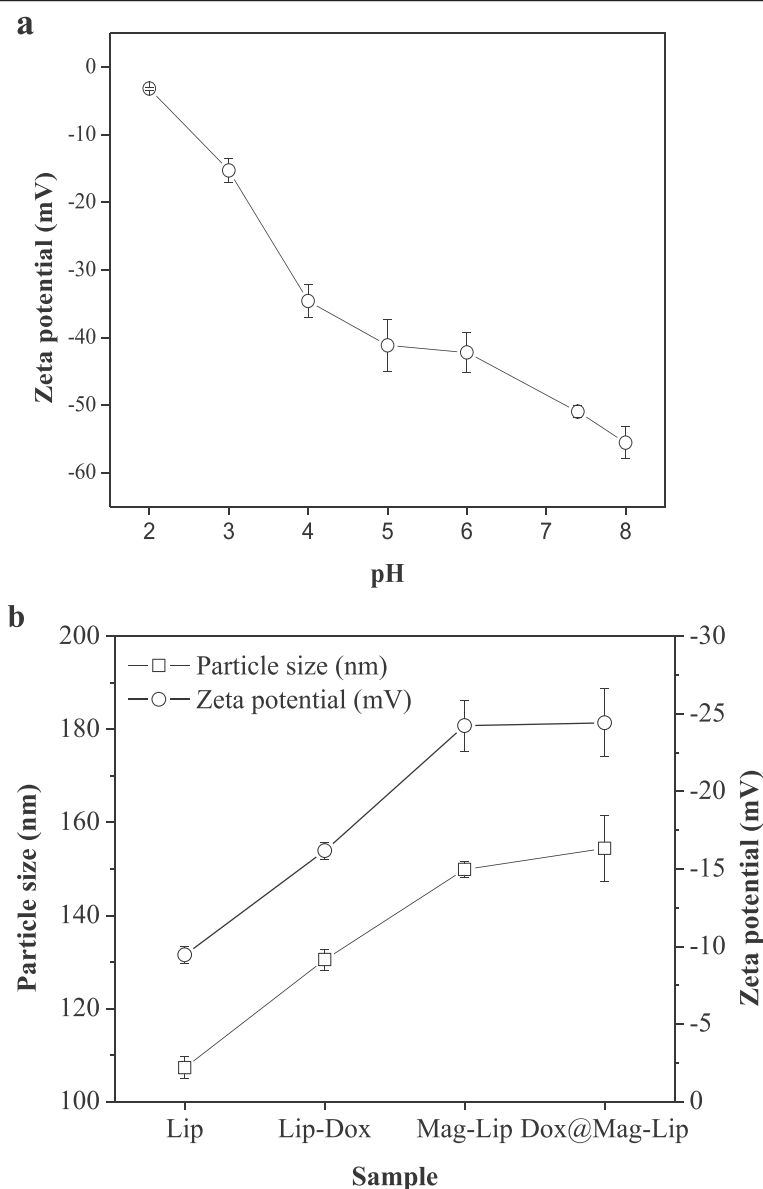 a
0
-10
-20
-30
-40
-50
-60
Zeta potential (mV)
2 3 4 5 6 7 8
pH
b
Particle size (nm)
Zeta potential (mV)
200
180
160
140
120
100
Particle size (nm)
-30
-25
-20
-15
-10
-5
0
Zeta potential (mV)
Lip Lip-Dox Mag-Lip Dox@Mag-Lip
Sample